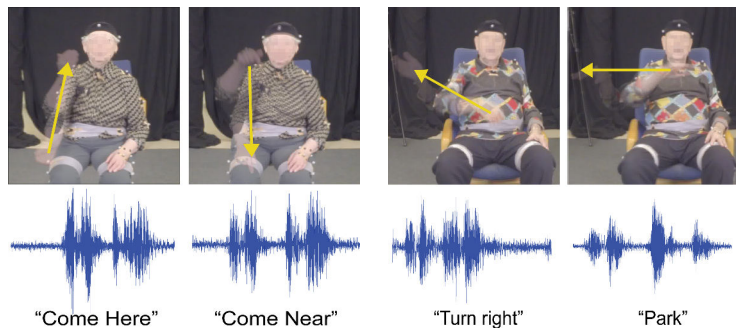 “Come Here”
“Come Near”
“Turn right”
“Park”